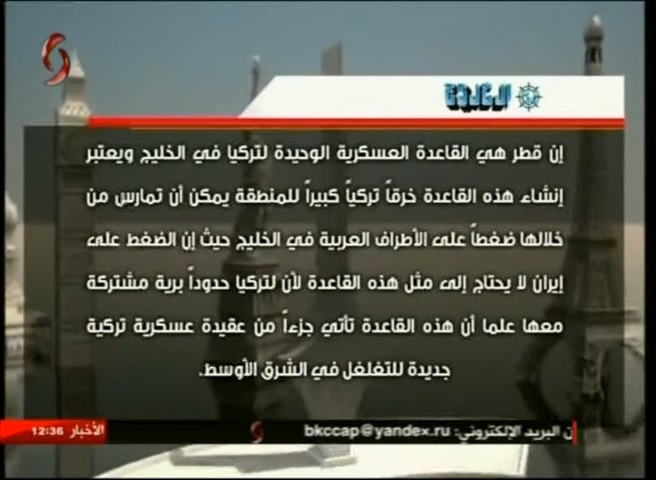 إن قطر هي القاعدة العسكرية الوحيدة لتركيا في الخليج ويعتبر
إنشاء هذه القاعدة خرقاً تركياً كبيراً للمنطقة يمكن أن تمارس من
خلالها ضغطاً على الأطراف العربية في الخليج حيث إن الضغط على
إيران لا يحتاج إلى مثل هذه القاعدة لأن لتركيا حدوداً برية مشتركة
معها علما أن هذه القاعدة تأتي جزءاً من عقيدة عسكرية تركية
جديدة للتغلغل في الشرق الأوسط.
البريد الإلكتروني: bkccap@yandex.ru
الأخبار 12:36